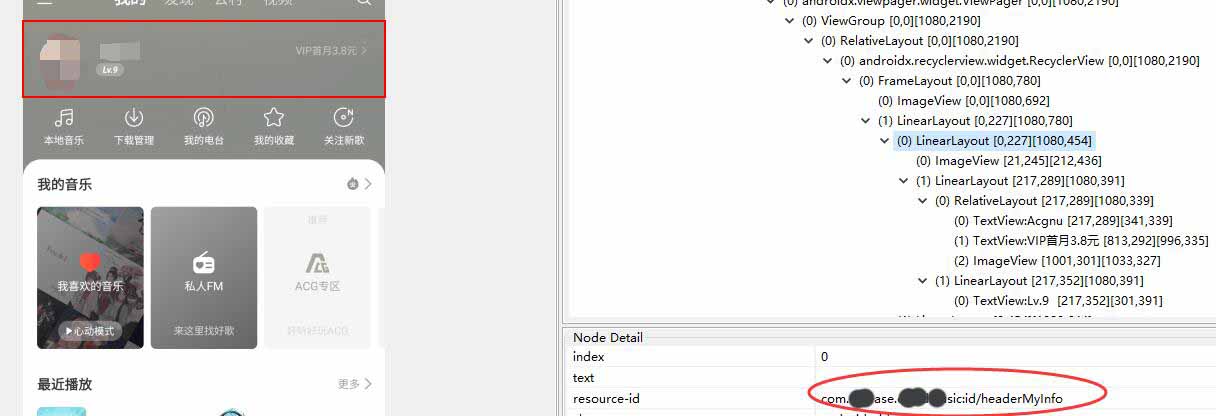 我的 发现 云村 视频
VIP首月3.8元
Lv.9
本地音乐 下载管理 我的电台 我的收藏 关注新歌
我的音乐
推荐
我喜欢的音乐 私人FM ACG专区
心动模式 来这里找好歌 好听好玩ACG
最近播放 更多
(0) androidx.viewpager.widget.ViewPager [0,0][1080,2190]
(0) ViewGroup [0,0][1080,2190]
(0) RelativeLayout [0,0][1080,2190]
(0) androidx.recyclerview.widget.RecyclerView [0,0][1080,2190]
(0) FrameLayout [0,0][1080,780]
(0) ImageView [0,0][1080,692]
(1) LinearLayout [0,227][1080,780]
(0) LinearLayout [0,227][1080,454]
(0) ImageView [21,245][212,436]
(1) LinearLayout [217,289][1080,391]
(0) RelativeLayout [217,289][1080,339]
(0) TextView:Acgnu [217,289][341,339]
(1) TextView:VIP首月3.8元 [813,292][996,335]
(2) ImageView [1001,301][1033,327]
(1) LinearLayout [217,352][1080,391]
(0) TextView:Lv.9 [217,352][301,391]
Node Detail
index 0
text
resource-id com. ase. sic:id/headerMyInfo